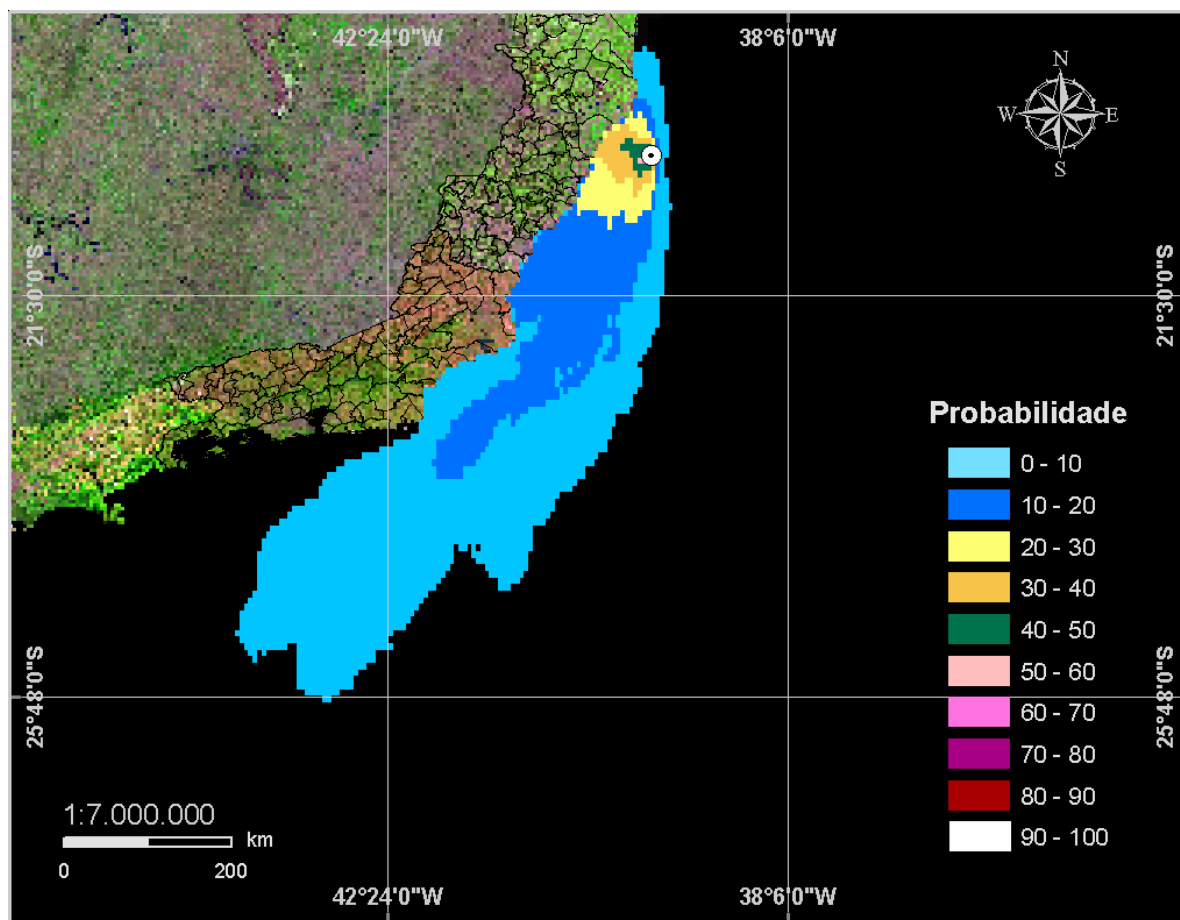 42°24'0"W
38°6'0"W
N
W
E
S
21°30'0"S
21°30'0"S
Probabilidade
0 - 10
10 - 20
20 - 30
30 - 40
40 - 50
50 - 60
60 - 70
70 - 80
80 - 90
90 - 100
25°48'0"S
25°48'0"S
1:7.000.000
km
0
200
42°24'0"W
38°6'0"W